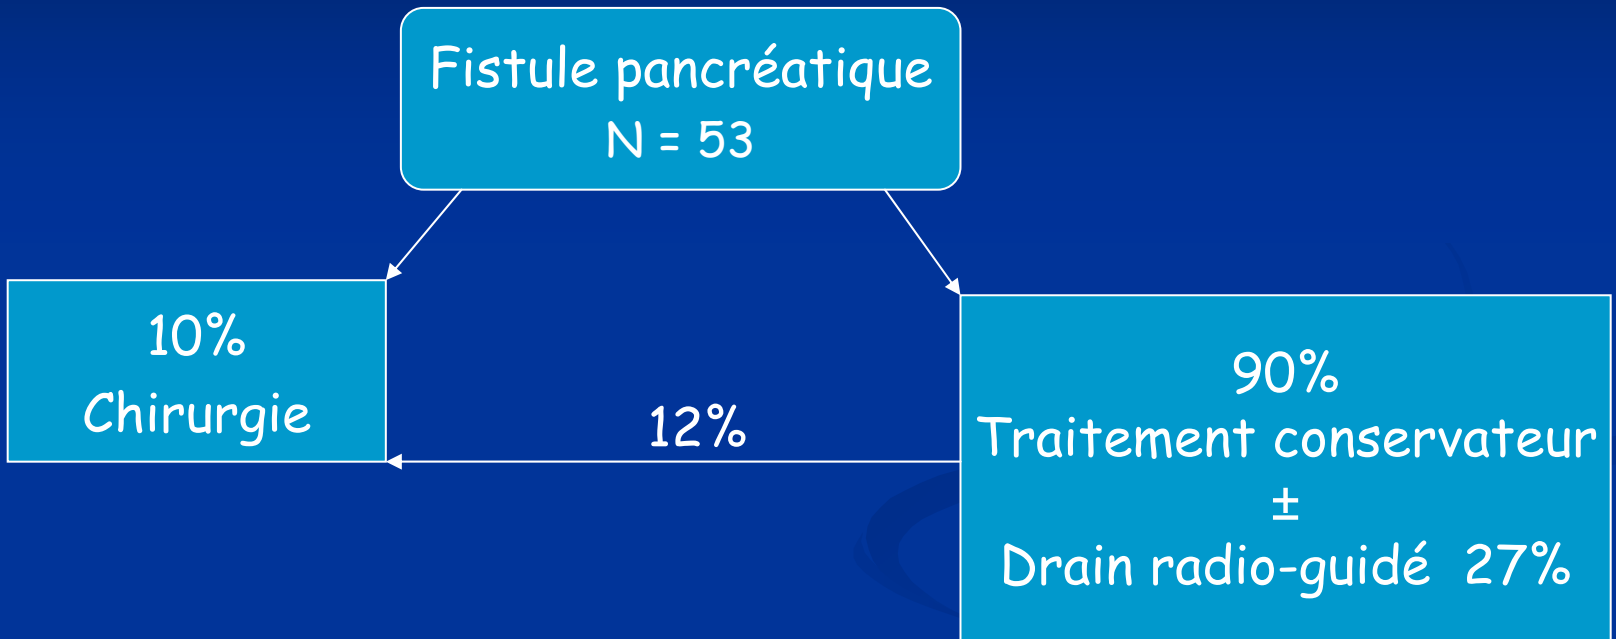 Fistule pancréatique
N = 53
10%
Chirurgie
12%
90%
Traitement conservateur
±
Drain radio-guidé 27%